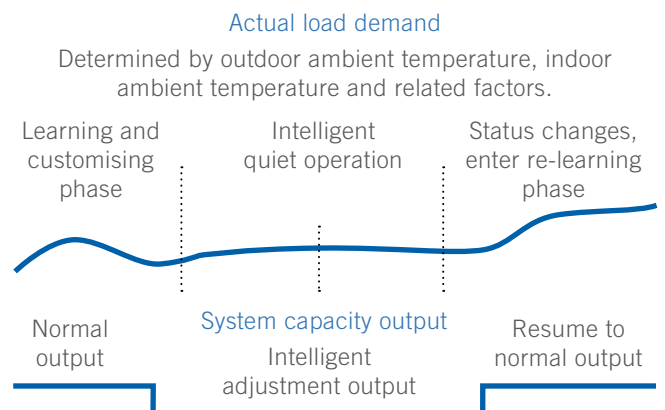 Actual load demand
Determined by outdoor ambient temperature, indoor
ambient temperature and related factors.
Learning and
customising
phase
Intelligent
quiet operation
Status changes,
enter re-learning
phase
System capacity output
Normal
output
Intelligent
adjustment output
Resume to
normal output